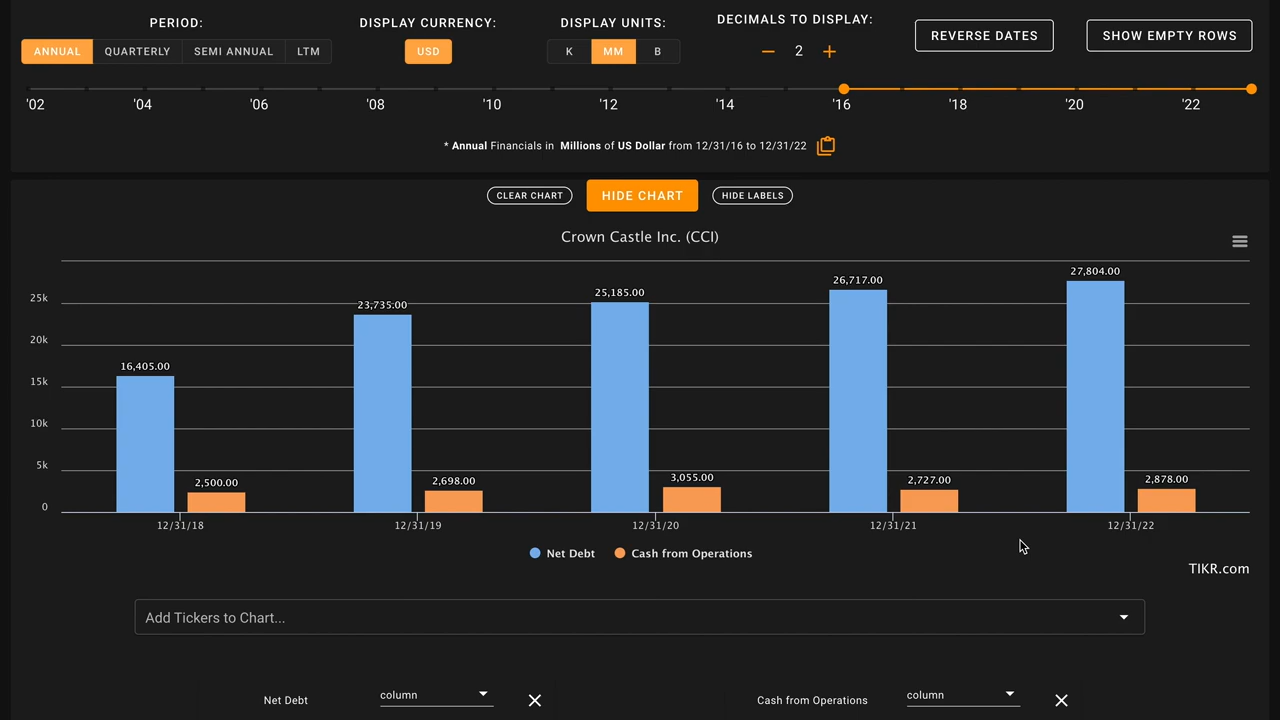 PERIOD: DISPLAY CURRENCY: DISPLAY UNITS: DECIMALS TO DISPLAY:
ANNUAL QUARTERLY SEMI ANNUAL LTM USD K MM B 2 REVERSE DATES SHOW EMPTY ROWS
'02 '04 '06 '08 '10 '12 '14 '16 '18 '20 '22
* Annual Financials in Millions of US Dollar from 12/31/16 to 12/31/22
CLEAR CHART HIDE CHART HIDE LABELS
Crown Castle Inc. (CCI)
27,804.00
26,717.00
25,185.00
25k
23,735.00
20k
16,405.00
15k
10k
5k
2,500.00 2,698.00 3,055.00 2,727.00 2,878.00
0
12/31/18 12/31/19 12/31/20 12/31/21 12/31/22
Net Debt Cash from Operations
TIKR.com
Add Tickers to Chart...
Net Debt column Cash from Operations column